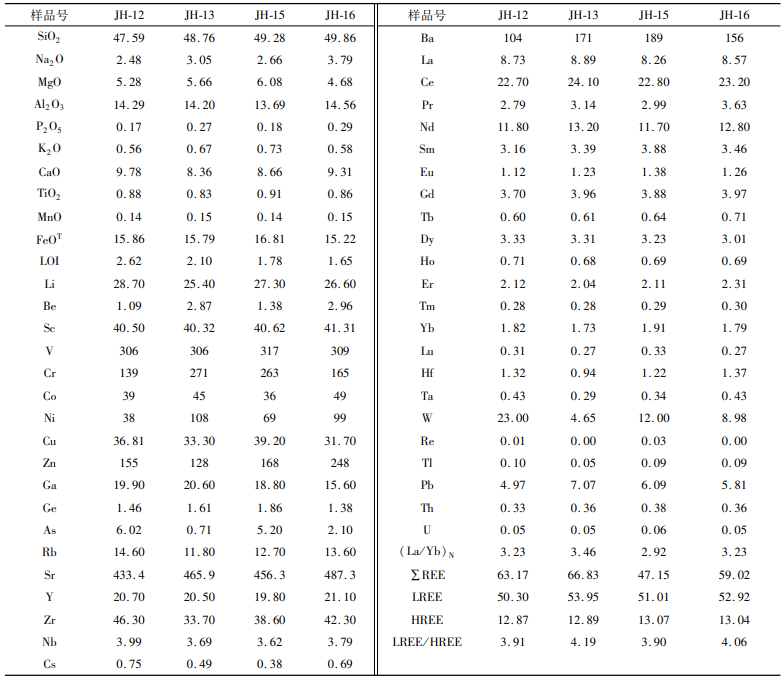 样品号 JH-12 JH-13 JH-15 JH-16 样品号 JH-12 JH-13 JH-15 JH-16
SiO₂ 47.59 48.76 49.28 49.86 Ba 104 171 189 156
Na₂O 2.48 3.05 2.66 3.79 La 8.73 8.89 8.26 8.57
MgO 5.28 5.66 6.08 4.68 Ce 22.70 24.10 22.80 23.20
Al₂O₃ 14.29 14.20 13.69 14.56 Pr 2.79 3.14 2.99 3.63
P₂O₅ 0.17 0.27 0.18 0.29 Nd 11.80 13.20 11.70 12.80
K₂O 0.56 0.67 0.73 0.58 Sm 3.16 3.39 3.88 3.46
CaO 9.78 8.36 8.66 9.31 Eu 1.12 1.23 1.38 1.26
TiO₂ 0.88 0.83 0.91 0.86 Gd 3.70 3.96 3.88 3.97
MnO 0.14 0.15 0.14 0.15 Tb 0.60 0.61 0.64 0.71
FeOᵀ 15.86 15.79 16.81 15.22 Dy 3.33 3.31 3.23 3.01
LOI 2.62 2.10 1.78 1.65 Ho 0.71 0.68 0.69 0.69
Li 28.70 25.40 27.30 26.60 Er 2.12 2.04 2.11 2.31
Be 1.09 2.87 1.38 2.96 Tm 0.28 0.28 0.29 0.30
Sc 40.50 40.32 40.62 41.31 Yb 1.82 1.73 1.91 1.79
V 306 306 317 309 Lu 0.31 0.27 0.33 0.27
Cr 139 271 263 165 Hf 1.32 0.94 1.22 1.37
Co 39 45 36 49 Ta 0.43 0.29 0.34 0.43
Ni 38 108 69 99 W 23.00 4.65 12.00 8.98
Cu 36.81 33.30 39.20 31.70 Re 0.01 0.00 0.03 0.00
Zn 155 128 168 248 Tl 0.10 0.05 0.09 0.09
Ga 19.90 20.60 18.80 15.60 Pb 4.97 7.07 6.09 5.81
Ge 1.46 1.61 1.86 1.38 Th 0.33 0.36 0.38 0.36
As 6.02 0.71 5.20 2.10 U 0.05 0.05 0.06 0.05
Rb 14.60 11.80 12.70 13.60 (La/Yb)N 3.23 3.46 2.92 3.23
Sr 433.4 465.9 456.3 487.3 ∑REE 63.17 66.83 47.15 59.02
Y 20.70 20.50 19.80 21.10 LREE 50.30 53.95 51.01 52.92
Zr 46.30 33.70 38.60 42.30 HREE 12.87 12.89 13.07 13.04
Nb 3.99 3.69 3.62 3.79 LREE/HREE 3.91 4.19 3.90 4.06
Cs 0.75 0.49 0.38 0.69